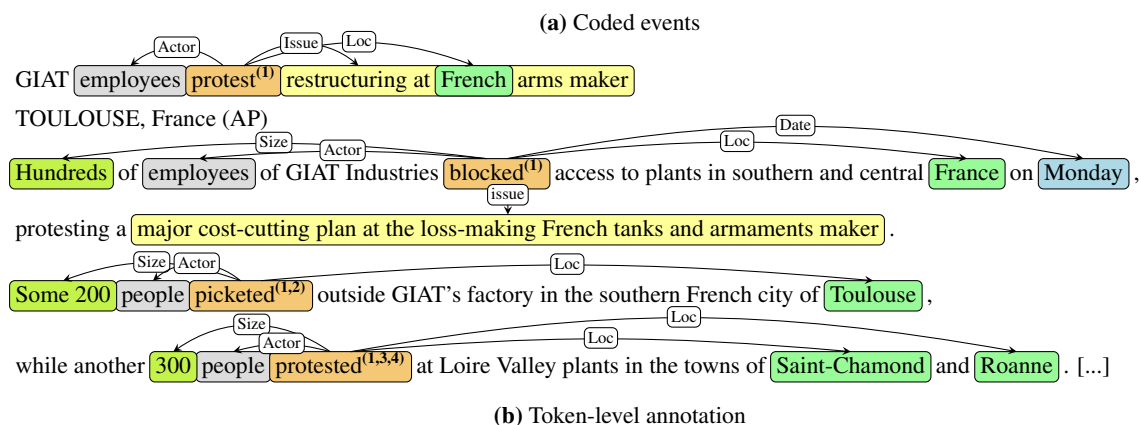 (a) Coded events
Actor Issue Loc
GIAT employees protest(1) restructuring at French arms maker
TOULOUSE, France (AP)
Size Actor Loc Date
Hundreds of employees of GIAT Industries blocked(1) access to plants in southern and central France on Monday ,
issue
protesting a major cost-cutting plan at the loss-making French tanks and armaments maker .
Size Actor Loc
Some 200 people picketed(1,2) outside GIAT's factory in the southern French city of Toulouse ,
Size Actor Loc Loc
while another 300 people protested(1,3,4) at Loire Valley plants in the towns of Saint-Chamond and Roanne . [...]
(b) Token-level annotation